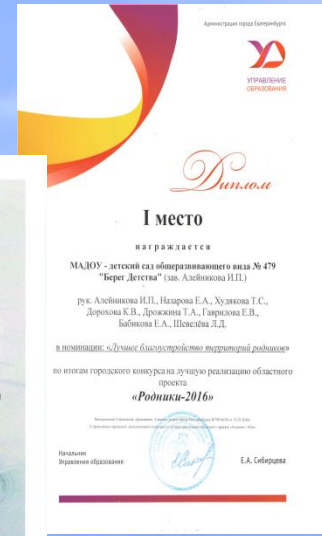 Администрация города Екатеринбурга
УПРАВЛЕНИЕ
ОБРАЗОВАНИЯ
Диплом
I место
награждается
МАДОУ - детский сад общеразвивающего вида № 479
"Берег Детства" (зав. Алейникова И.П.)
рук. Алейникова И.П., Назарова Е.А., Худякова Т.С.,
Дорохова К.В., Дрожжина Т.А., Гаврилова Е.В.,
Бабикова Е.А., Шевелёва Л.Д.
в номинации: «Лучшее благоустройство территорий родников»
по итогам городского конкурса на лучшую реализацию областного
проекта
«Родники-2016»
Начальник
Управления образования
Е.А. Сибирцева